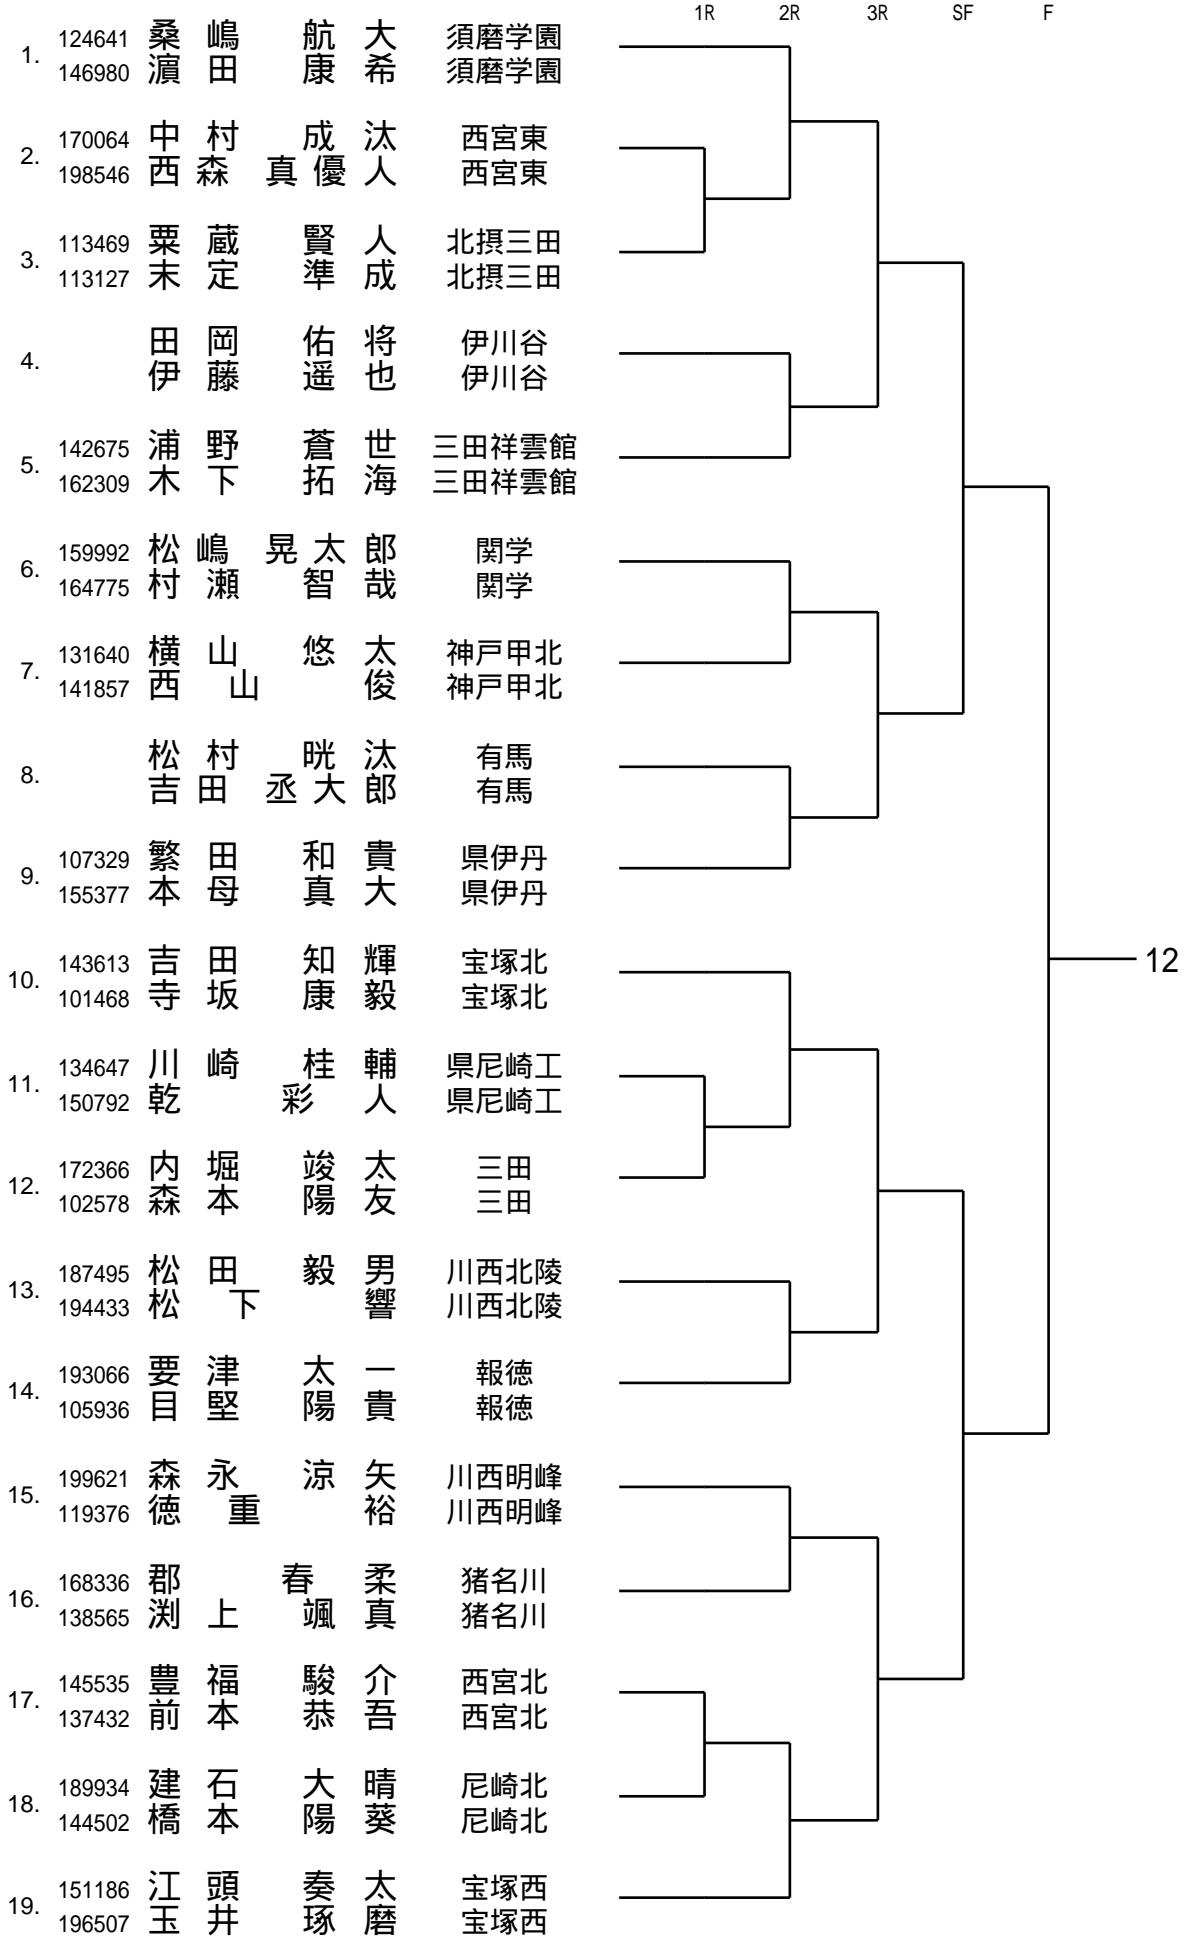 1R 2R 3R SF F
1. 124641 桑嶋 航大 須磨学園
146980 濵田 康希 須磨学園
2. 170064 中村 成汰 西宮東
198546 西森 真優人 西宮東
3. 113469 粟蔵 賢人 北摂三田
113127 末定 準成 北摂三田
4. 田岡 佑将 伊川谷
伊藤 遥也 伊川谷
5. 142675 浦野 蒼世 三田祥雲館
162309 木下 拓海 三田祥雲館
6. 159992 松嶋 晃太郎 関学
164775 村瀬 智哉 関学
7. 131640 横山 悠太 神戸甲北
141857 西山 俊 神戸甲北
8. 松村 晄汰 有馬
吉田 丞大郎 有馬
9. 107329 繁田 和貴 県伊丹
155377 本母 真大 県伊丹
10. 143613 吉田 知輝 宝塚北
101468 寺坂 康毅 宝塚北
12
11. 134647 川崎 桂輔 県尼崎工
150792 乾 彩人 県尼崎工
12. 172366 内堀 竣太 三田
102578 森本 陽友 三田
13. 187495 松田 毅男 川西北陵
194433 松下 響 川西北陵
14. 193066 要津 太一 報徳
105936 目堅 陽貴 報徳
15. 199621 森永 涼矢 川西明峰
119376 徳重 裕 川西明峰
16. 168336 郡 春柔 猪名川
138565 渕上 颯真 猪名川
17. 145535 豊福 駿介 西宮北
137432 前本 恭吾 西宮北
18. 189934 建石 大晴 尼崎北
144502 橋本 陽葵 尼崎北
19. 151186 江頭 奏太 宝塚西
196507 玉井 琢磨 宝塚西